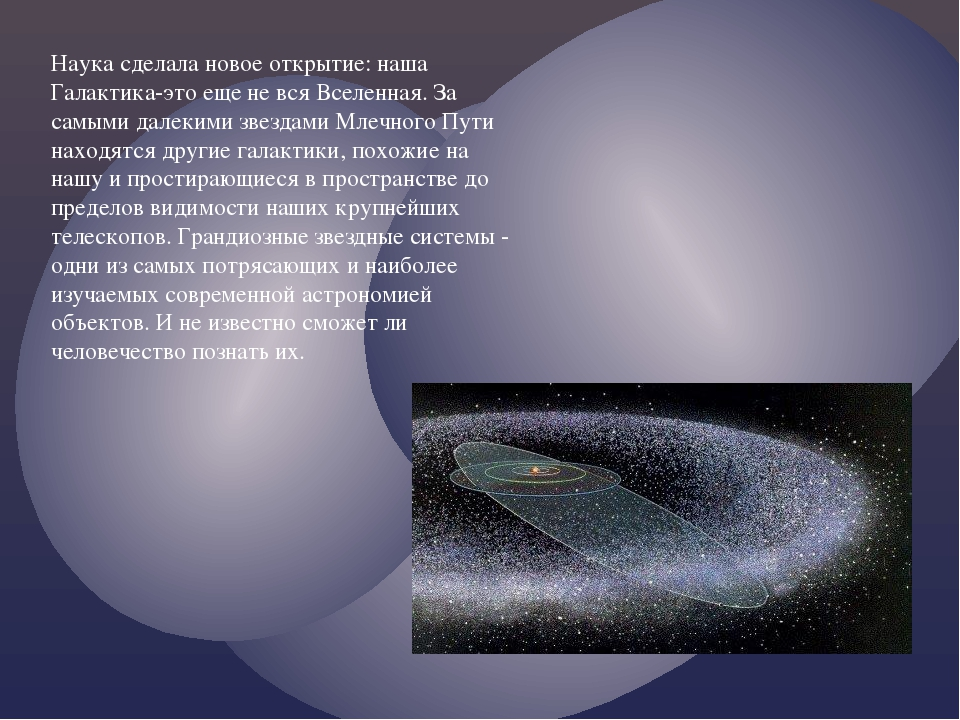 Наука сделала новое открытие: наша
Галактика-это еще не вся Вселенная. За
самыми далекими звездами Млечного Пути
находятся другие галактики, похожие на
нашу и простирающиеся в пространстве до
пределов видимости наших крупнейших
телескопов. Грандиозные звездные системы -
одни из самых потрясающих и наиболее
изучаемых современной астрономией
объектов. И не известно сможет ли
человечество познать их.